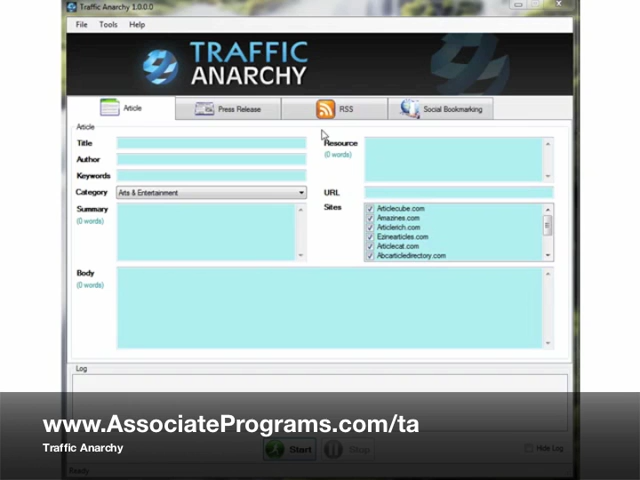 Traffic Anarchy 1.0.0.0
File Tools Help
TRAFFIC
ANARCHY
Article Press Release RSS Social Bookmarking
Article
Title
Author
Keywords
Category Arts & Entertainment
Summary
(0 words)
Resource
(0 words)
URL
Sites
Articlecube.com
Amazines.com
Articlerich.com
Ezinearticles.com
Articlecat.com
Abcarticledirectory.com
Body
(0 words)
Log
www.AssociatePrograms.com/ta
Traffic Anarchy
Start Stop Hide Log
Ready